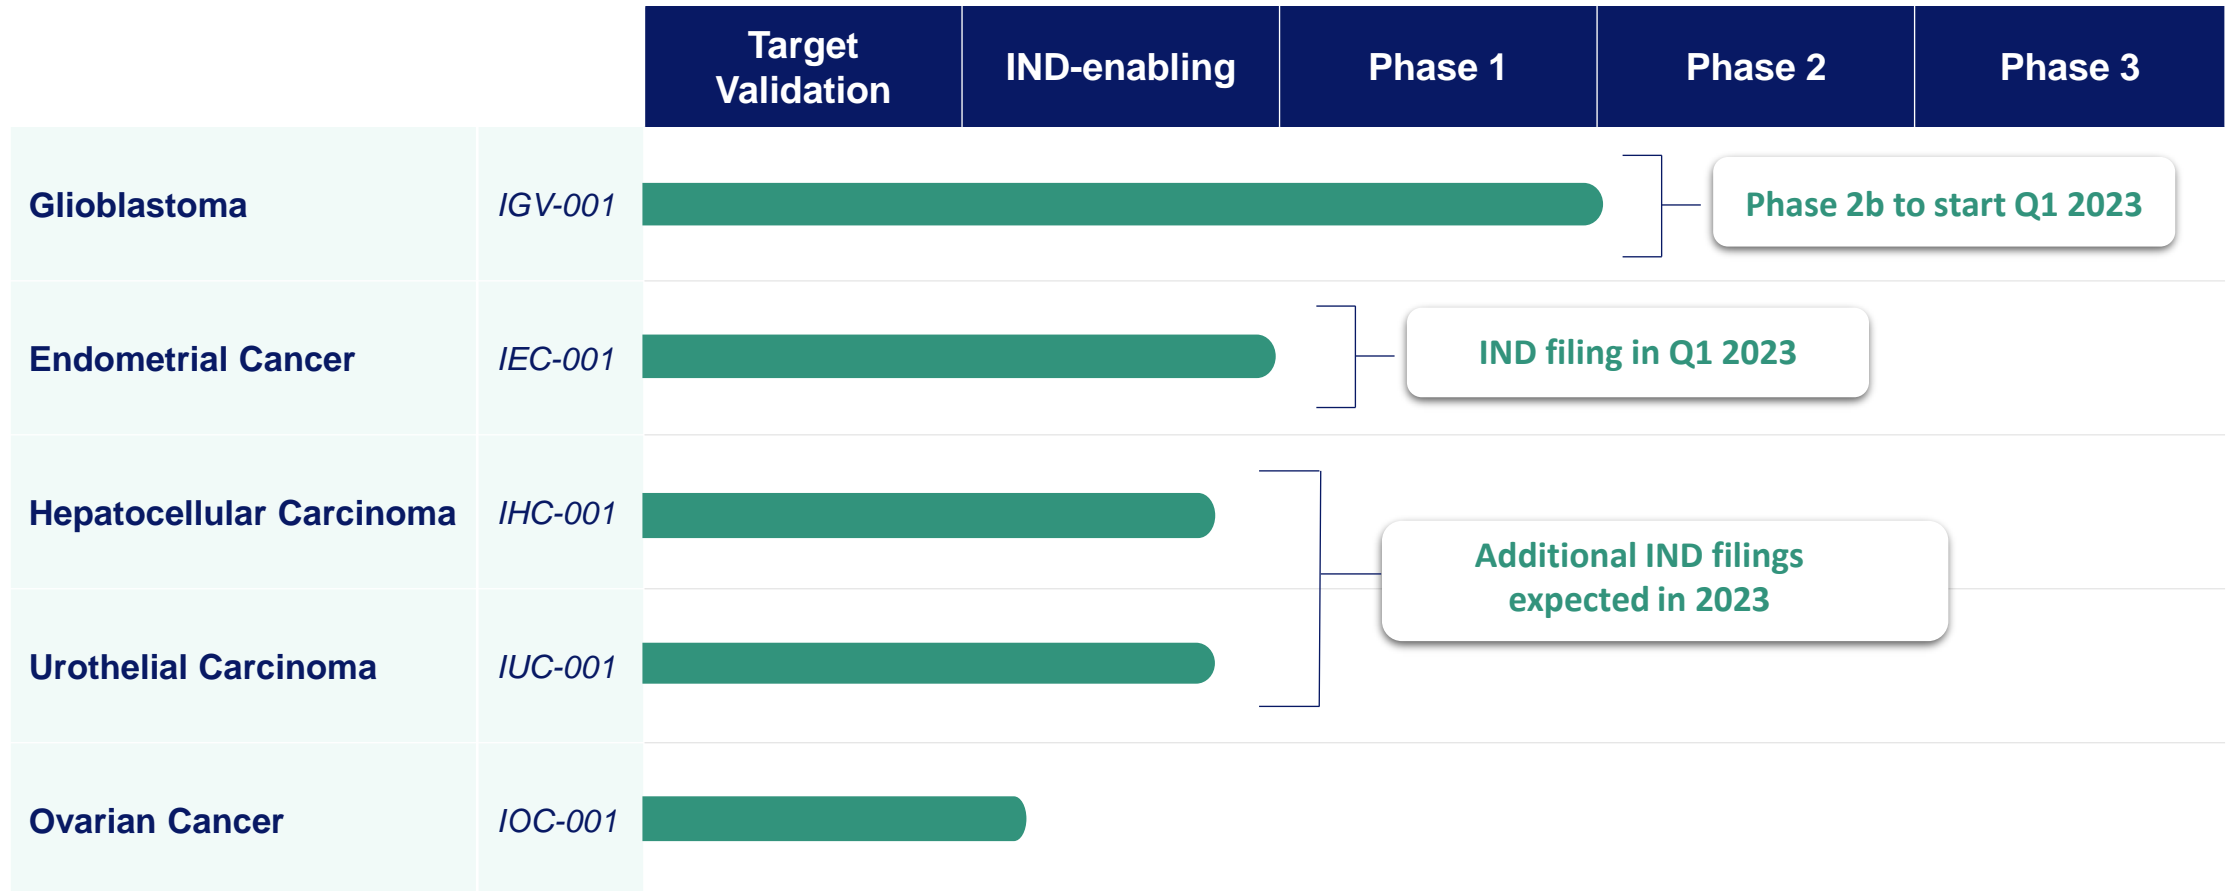 Target
Validation
IND-enabling
Phase 1
Phase 2
Phase 3
Glioblastoma
IGV-001
Phase 2b to start Q1 2023
Endometrial Cancer
IEC-001
IND filing in Q1 2023
Hepatocellular Carcinoma
IHC-001
Additional IND filings
expected in 2023
Urothelial Carcinoma
IUC-001
Ovarian Cancer
IOC-001